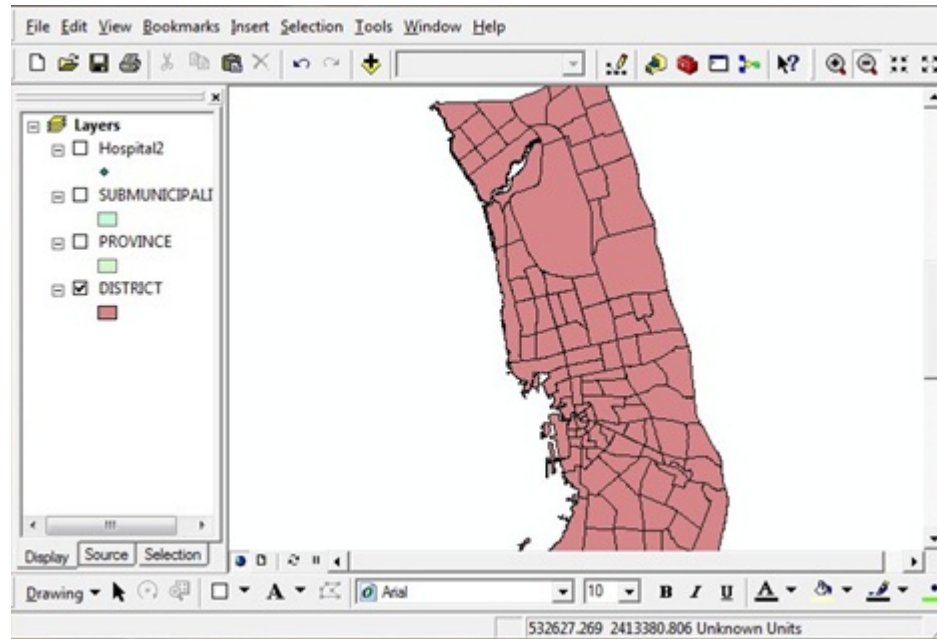 File Edit View Bookmarks Insert Selection Tools Window Help
Layers
Hospital2
SUBMUNICIPALI
PROVINCE
DISTRICT
Display Source Selection
Drawing A Arial 10 B I U A
532627.269 2413380.806 Unknown Units